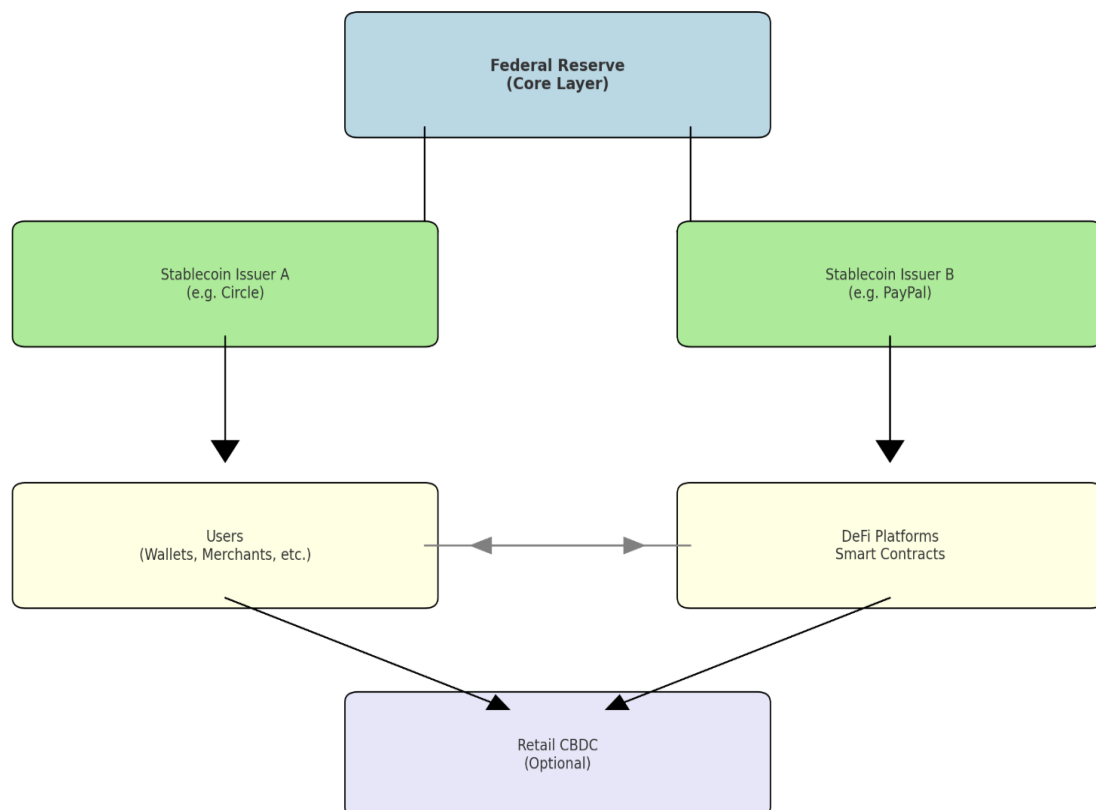 Federal Reserve
(Core Layer)
Stablecoin Issuer A
(e.g. Circle)
Stablecoin Issuer B
(e.g. PayPal)
Users
(Wallets, Merchants, etc.)
DeFi Platforms
Smart Contracts
Retail CBDC
(Optional)